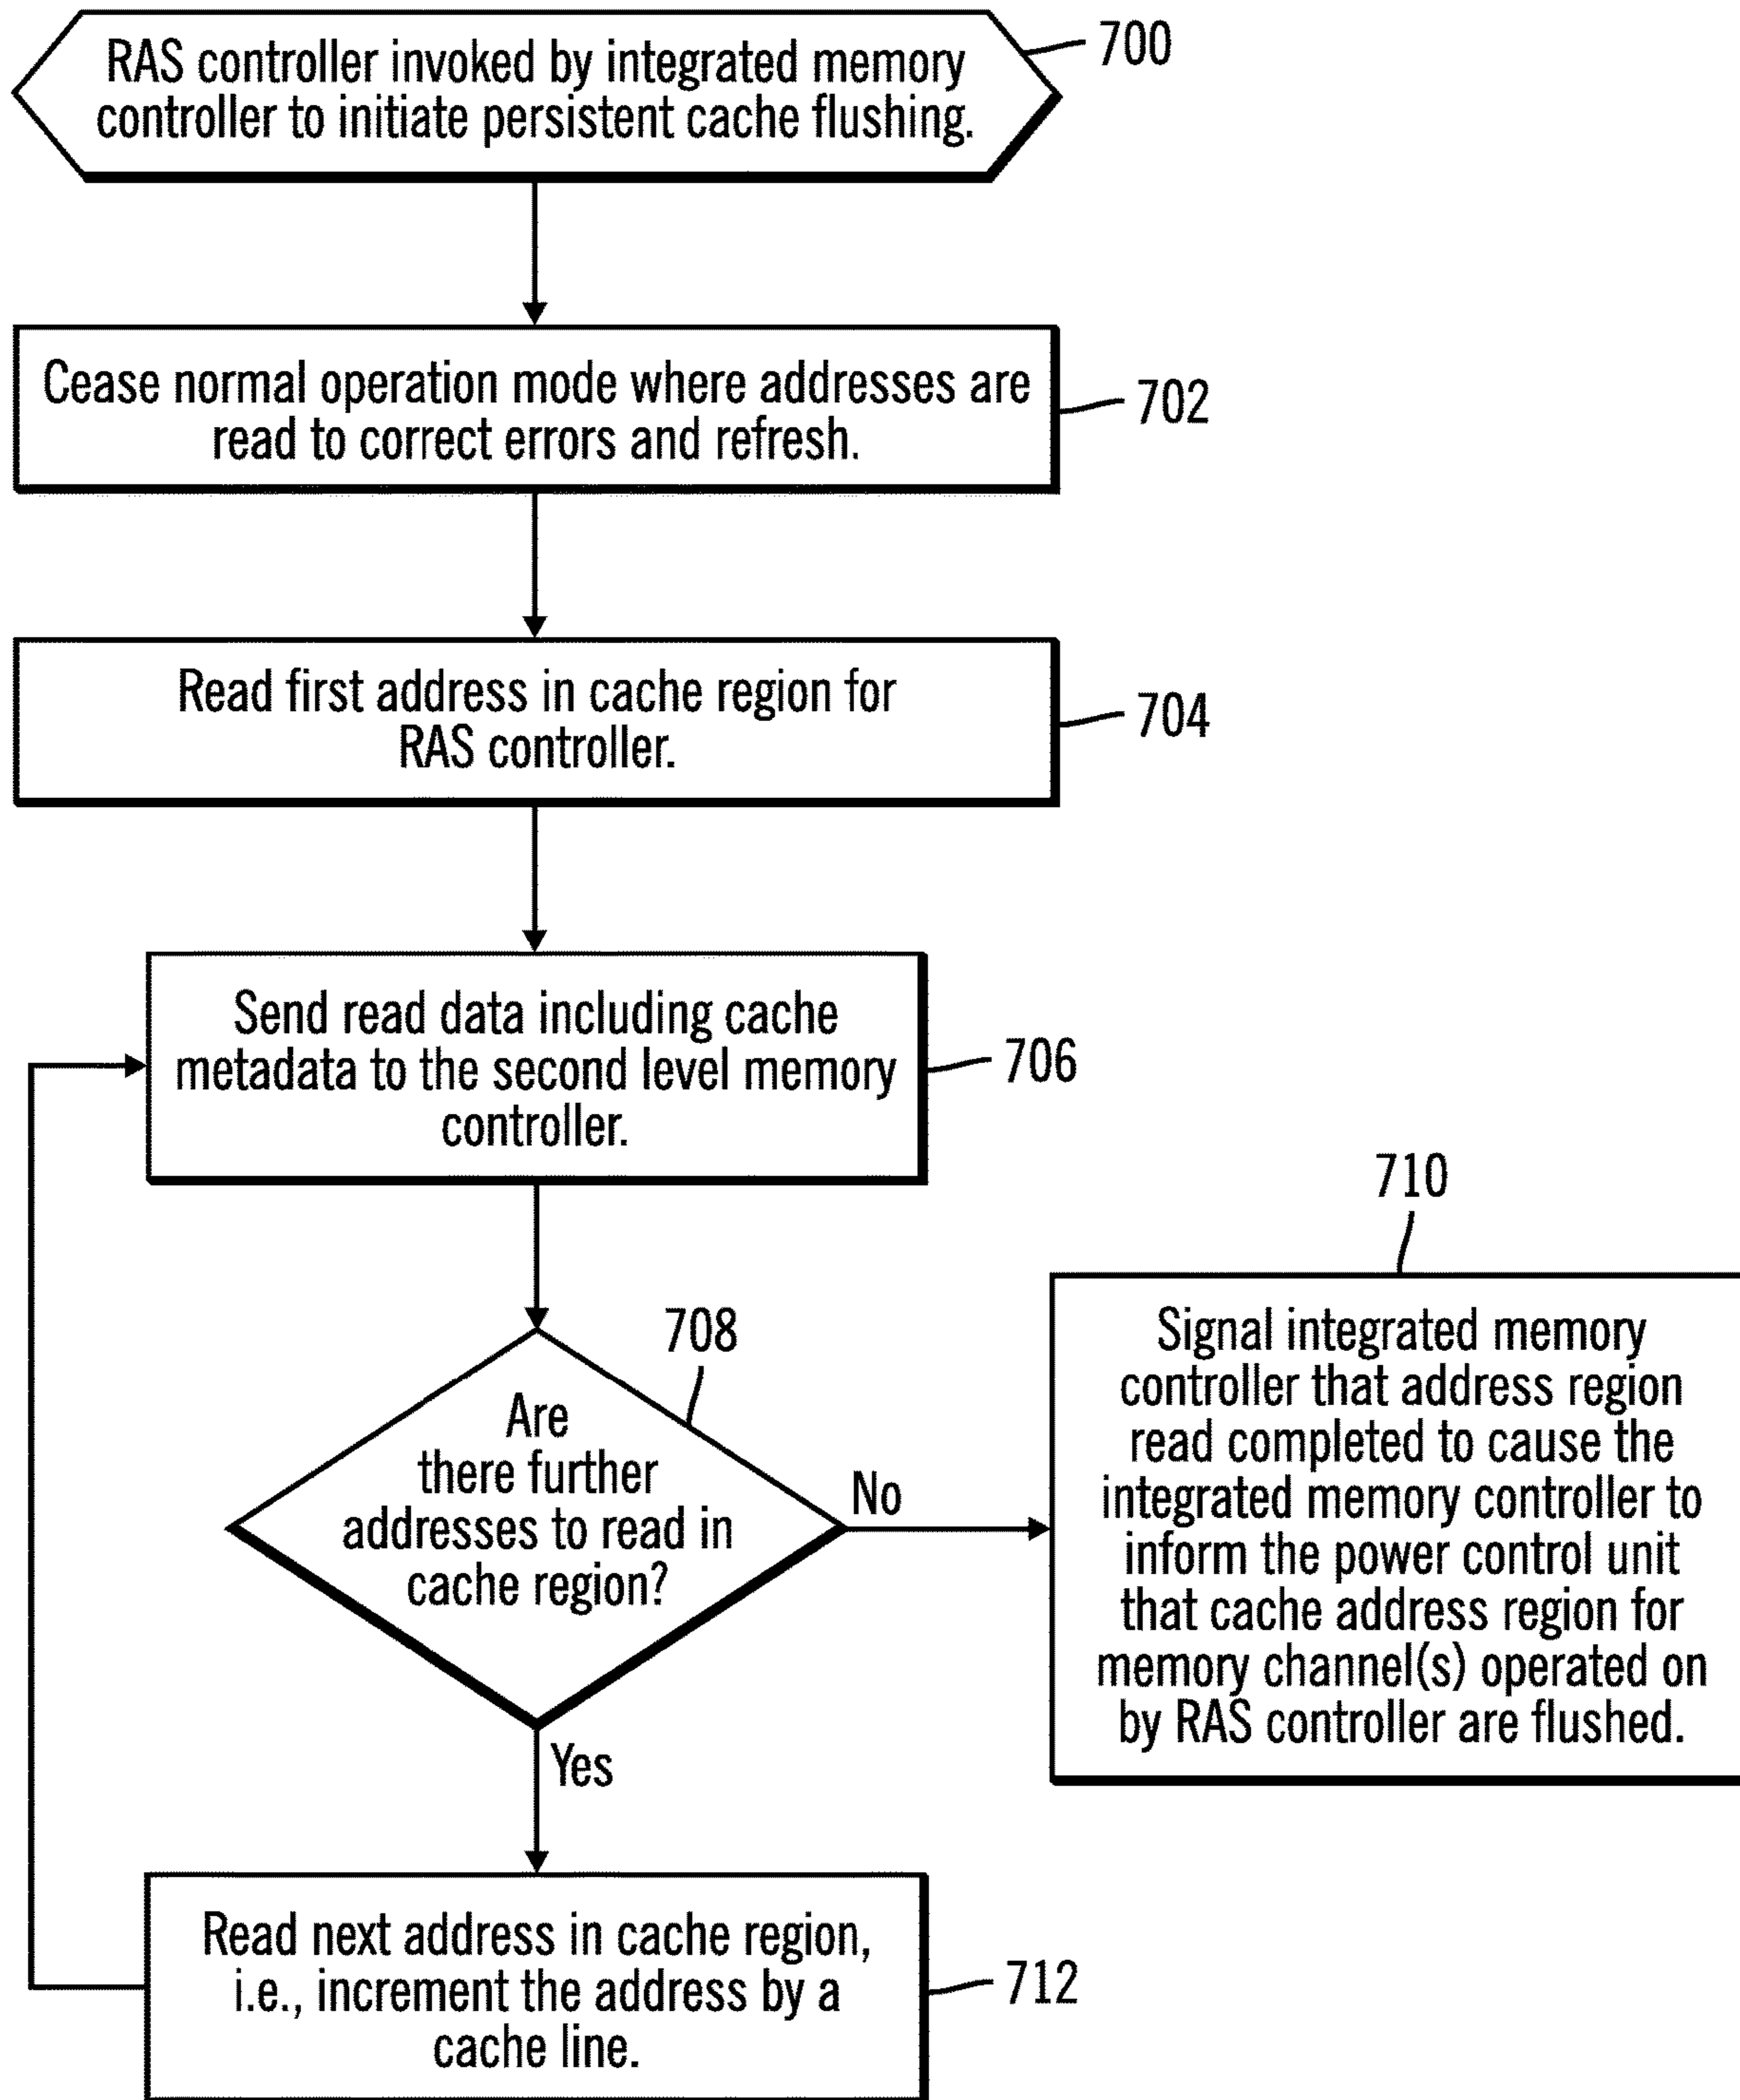 RAS controller invoked by integrated memory
controller to initiate persistent cache flushing.
700
Cease normal operation mode where addresses are
read to correct errors and refresh.
702
Read first address in cache region for
RAS controller.
704
Send read data including cache
metadata to the second level memory
controller.
706
708
Are
there further
addresses to read in
cache region?
No
Yes
710
Signal integrated memory
controller that address region
read completed to cause the
integrated memory controller to
inform the power control unit
that cache address region for
memory channel(s) operated on
by RAS controller are flushed.
Read next address in cache region,
i.e., increment the address by a
cache line.
712